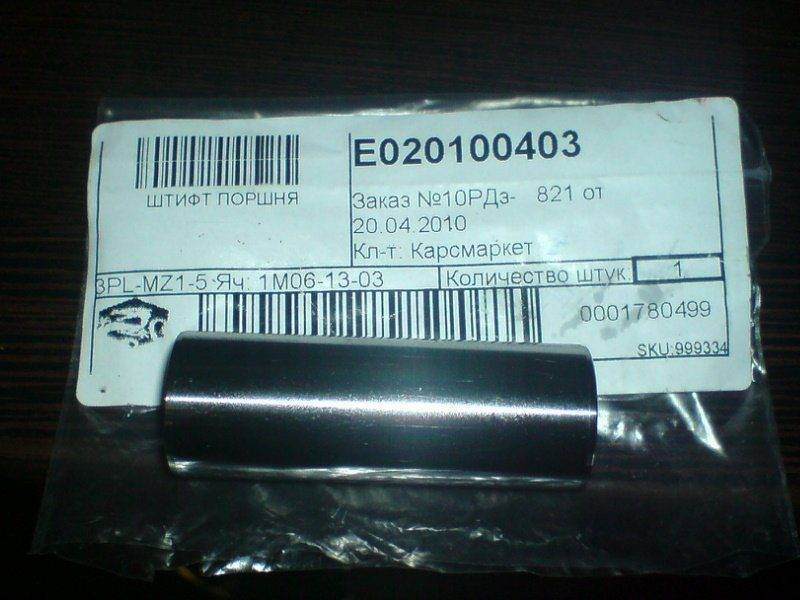 E020100403
ШТИФТ ПОРШНЯ
Заказ №10РДз- 821 от
20.04.2010
Кл-т: Карсмаркет
3PL-MZ1-5 Яч: 1М06-13-03
Количество штук: 1
0001780499
SKU:999334